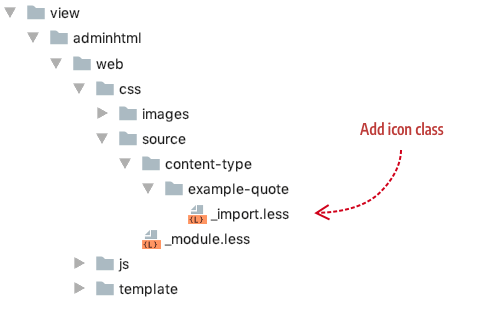 view
adminhtml
web
css
images
source
Add icon class
content-type
example-quote
{L} _import.less
{L} _module.less
js
template